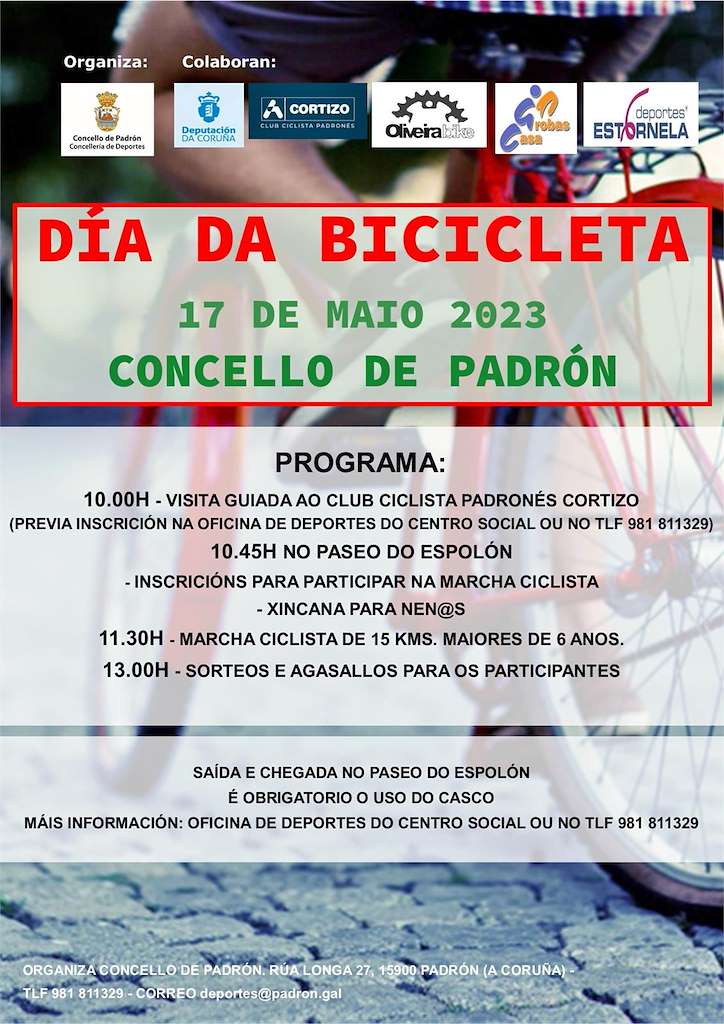 Organiza: Colaboran:
Concello de Padrón
Concellería de Deportes
Deputación
DA CORUÑA
CORTIZO
CLUB CICLISTA PADRONÉS
Oliveira bike
Casa
Grobas
deportes
ESTORNELA
DÍA DA BICICLETA
17 DE MAIO 2023
CONCELLO DE PADRÓN
PROGRAMA:
10.00H - VISITA GUIADA AO CLUB CICLISTA PADRONÉS CORTIZO
(PREVIA INSCRICIÓN NA OFICINA DE DEPORTES DO CENTRO SOCIAL OU NO TLF 981 811329)
10.45H NO PASEO DO ESPOLÓN
- INSCRICIÓNS PARA PARTICIPAR NA MARCHA CICLISTA
- XINCANA PARA NEN@S
11.30H - MARCHA CICLISTA DE 15 KMS. MAIORES DE 6 ANOS.
13.00H - SORTEOS E AGASALLOS PARA OS PARTICIPANTES
SAÍDA E CHEGADA NO PASEO DO ESPOLÓN
É OBRIGATORIO O USO DO CASCO
MÁIS INFORMACIÓN: OFICINA DE DEPORTES DO CENTRO SOCIAL OU NO TLF 981 811329
ORGANIZA CONCELLO DE PADRÓN. RÚA LONGA 27, 15900 PADRÓN (A CORUÑA) -
TLF 981 811329 - CORREO deportes@padron.gal